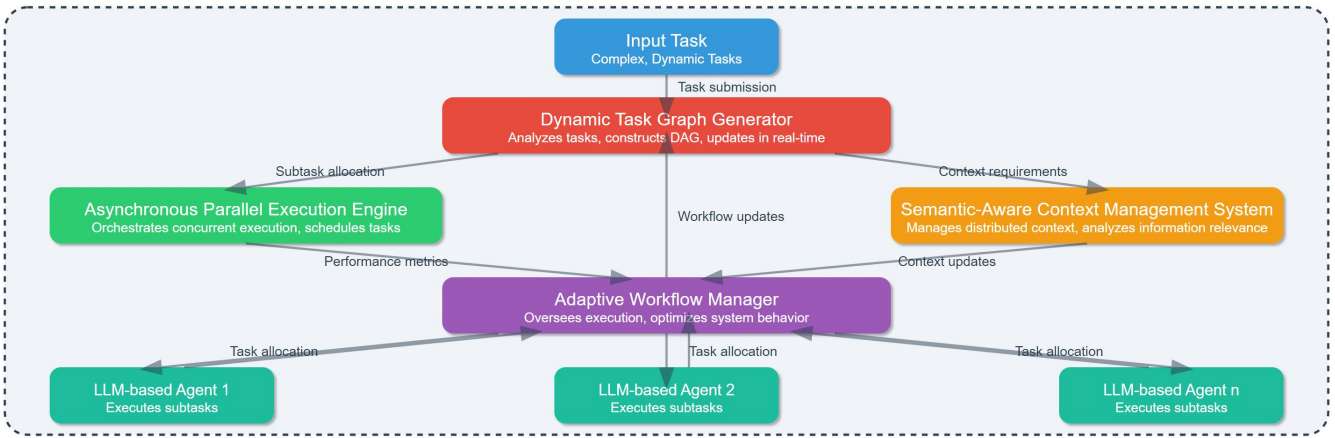 Input Task
Complex, Dynamic Tasks
Task submission
Dynamic Task Graph Generator
Analyzes tasks, constructs DAG, updates in real-time
Subtask allocation
Context requirements
Asynchronous Parallel Execution Engine
Orchestrates concurrent execution, schedules tasks
Workflow updates
Semantic-Aware Context Management System
Manages distributed context, analyzes information relevance
Performance metrics
Context updates
Adaptive Workflow Manager
Oversees execution, optimizes system behavior
Task allocation
Task allocation
Task allocation
LLM-based Agent 1
Executes subtasks
LLM-based Agent 2
Executes subtasks
LLM-based Agent n
Executes subtasks